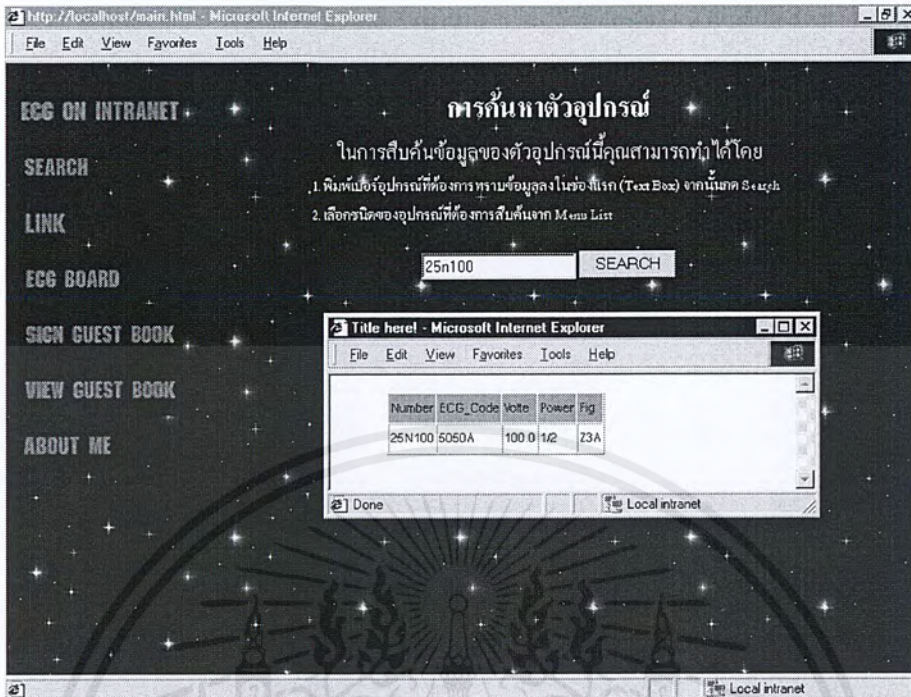 http://localhost/main.html - Microsoft Internet Explorer
File Edit View Favorites Tools Help
ECG ON INTRANET
SEARCH
LINK
ECG BOARD
SIGN GUEST BOOK
VIEW GUEST BOOK
ABOUT ME
การค้นหาตัวอุปกรณ์
ในการสืบค้นข้อมูลของตัวอุปกรณ์นี้คุณสามารถทำได้โดย
1. พิมพ์เบอร์อุปกรณ์ที่ต้องการทราบข้อมูลลงในช่องแรก (Text Box) จากนั้นกด Search
2. เลือกชนิดของอุปกรณ์ที่ต้องการสืบค้นจาก Menu List
25n100 SEARCH
Title here! - Microsoft Internet Explorer
File Edit View Favorites Tools Help
Number ECG_Code Volte Power Fig
25N100 5050A 100.0 1/2 Z3A
Done Local intranet
Local intranet